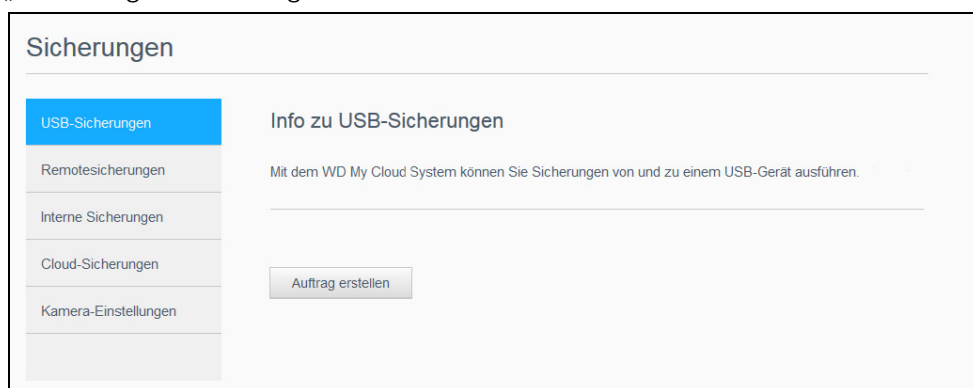 Sicherungen
USB-Sicherungen
Remotesicherungen
Interne Sicherungen
Cloud-Sicherungen
Kamera-Einstellungen
Info zu USB-Sicherungen
Mit dem WD My Cloud System können Sie Sicherungen von und zu einem USB-Gerät ausführen.
Auftrag erstellen